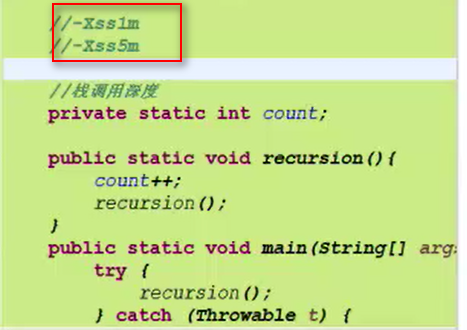 //-Xss1m
//-Xss5m
//栈调用深度
private static int count;
public static void recursion(){
count++;
recursion();
}
public static void main(String[] args
try {
recursion();
} catch (Throwable t) {